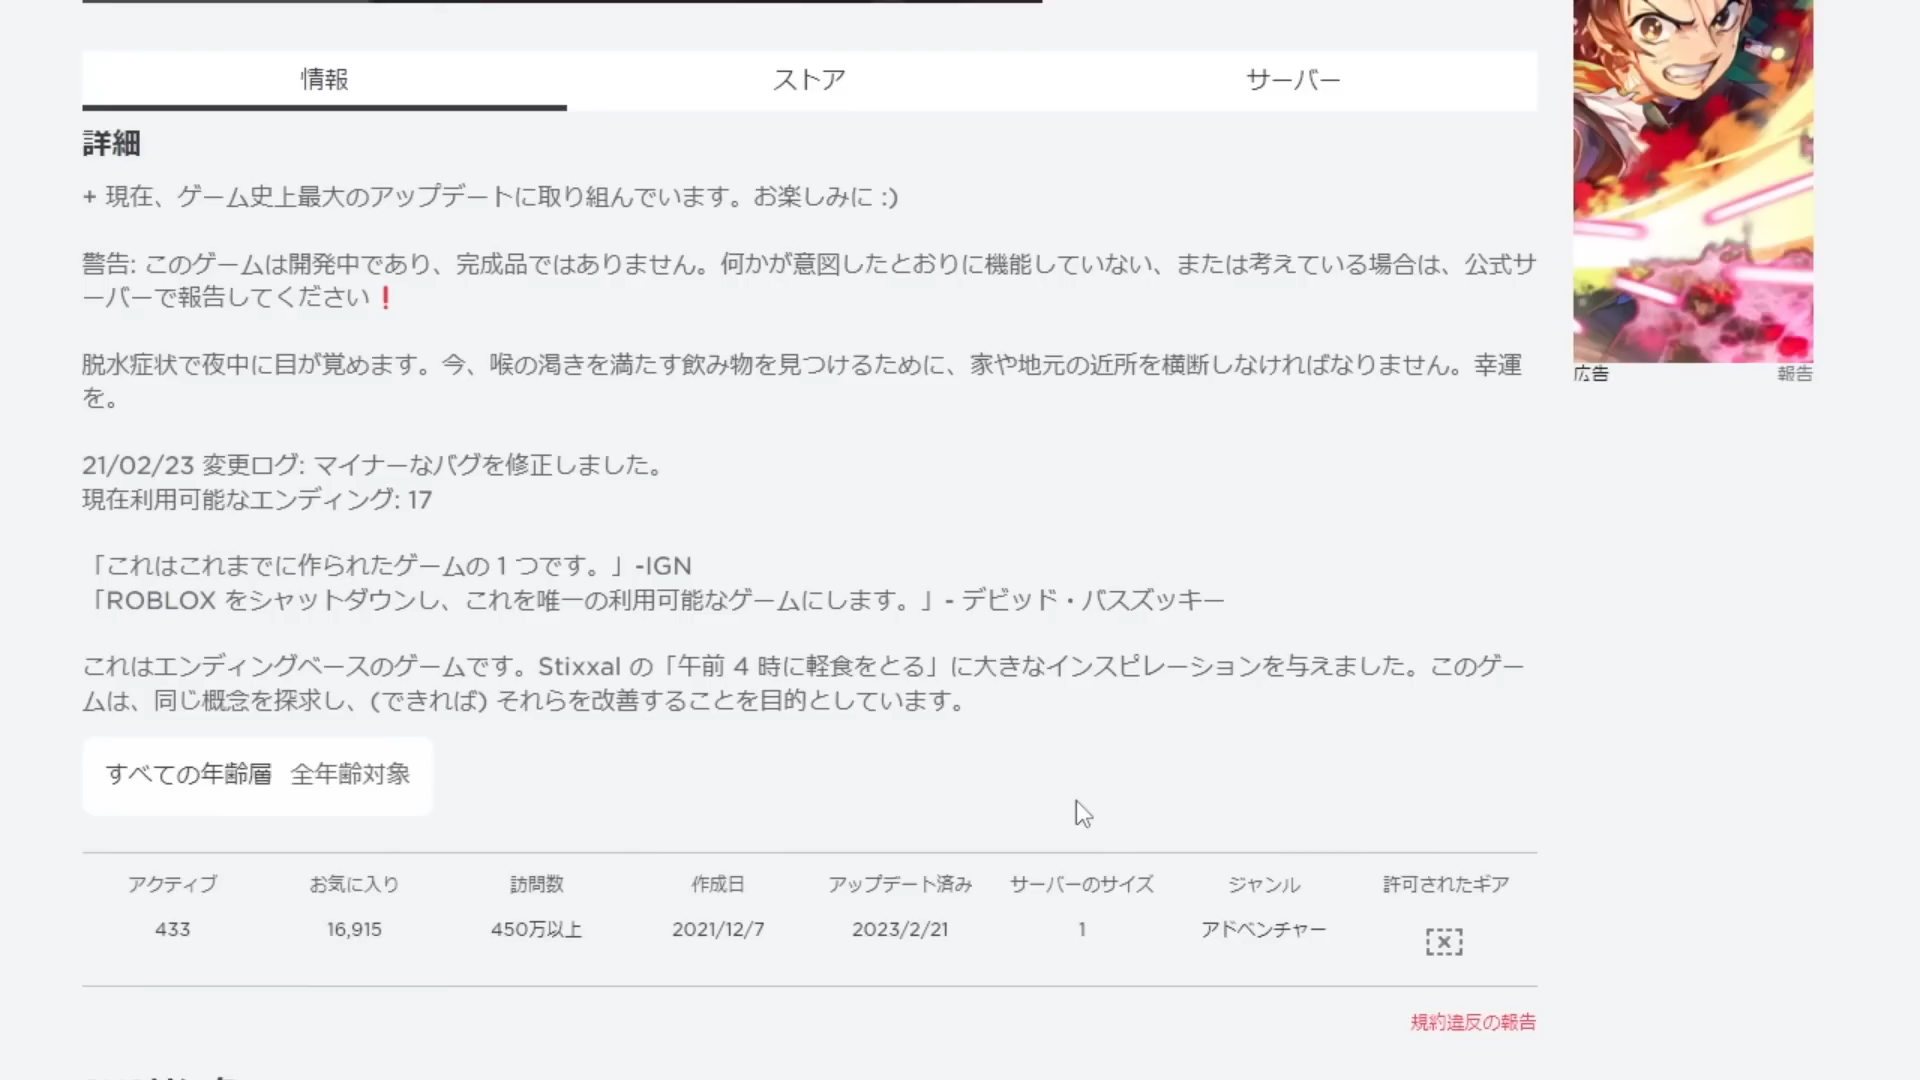 情報
ストア
サーバー
詳細
+ 現在、ゲーム史上最大のアップデートに取り組んでいます。お楽しみに :)
警告: このゲームは開発中であり、完成品ではありません。何かが意図したとおりに機能していない、または考えている場合は、公式サ
ーバーで報告してください❗
脱水症状で夜中に目が覚めます。今、喉の渇きを満たす飲み物を見つけるために、家や地元の近所を横断しなければなりません。幸運
を。
21/02/23 変更ログ: マイナーなバグを修正しました。
現在利用可能なエンディング: 17
「これはこれまでに作られたゲームの 1 つです。」-IGN
「ROBLOX をシャットダウンし、これを唯一の利用可能なゲームにします。」- デビッド・バスズッキー
これはエンディングベースのゲームです。Stixxal の「午前 4 時に軽食をとる」に大きなインスピレーションを与えました。このゲー
ムは、同じ概念を探求し、(できれば) それらを改善することを目的としています。
すべての年齢層 全年齢対象
アクティブ お気に入り 訪問数 作成日 アップデート済み サーバーのサイズ ジャンル 許可されたギア
433 16,915 450万以上 2021/12/7 2023/2/21 1 アドベンチャー
規約違反の報告
広告 報告